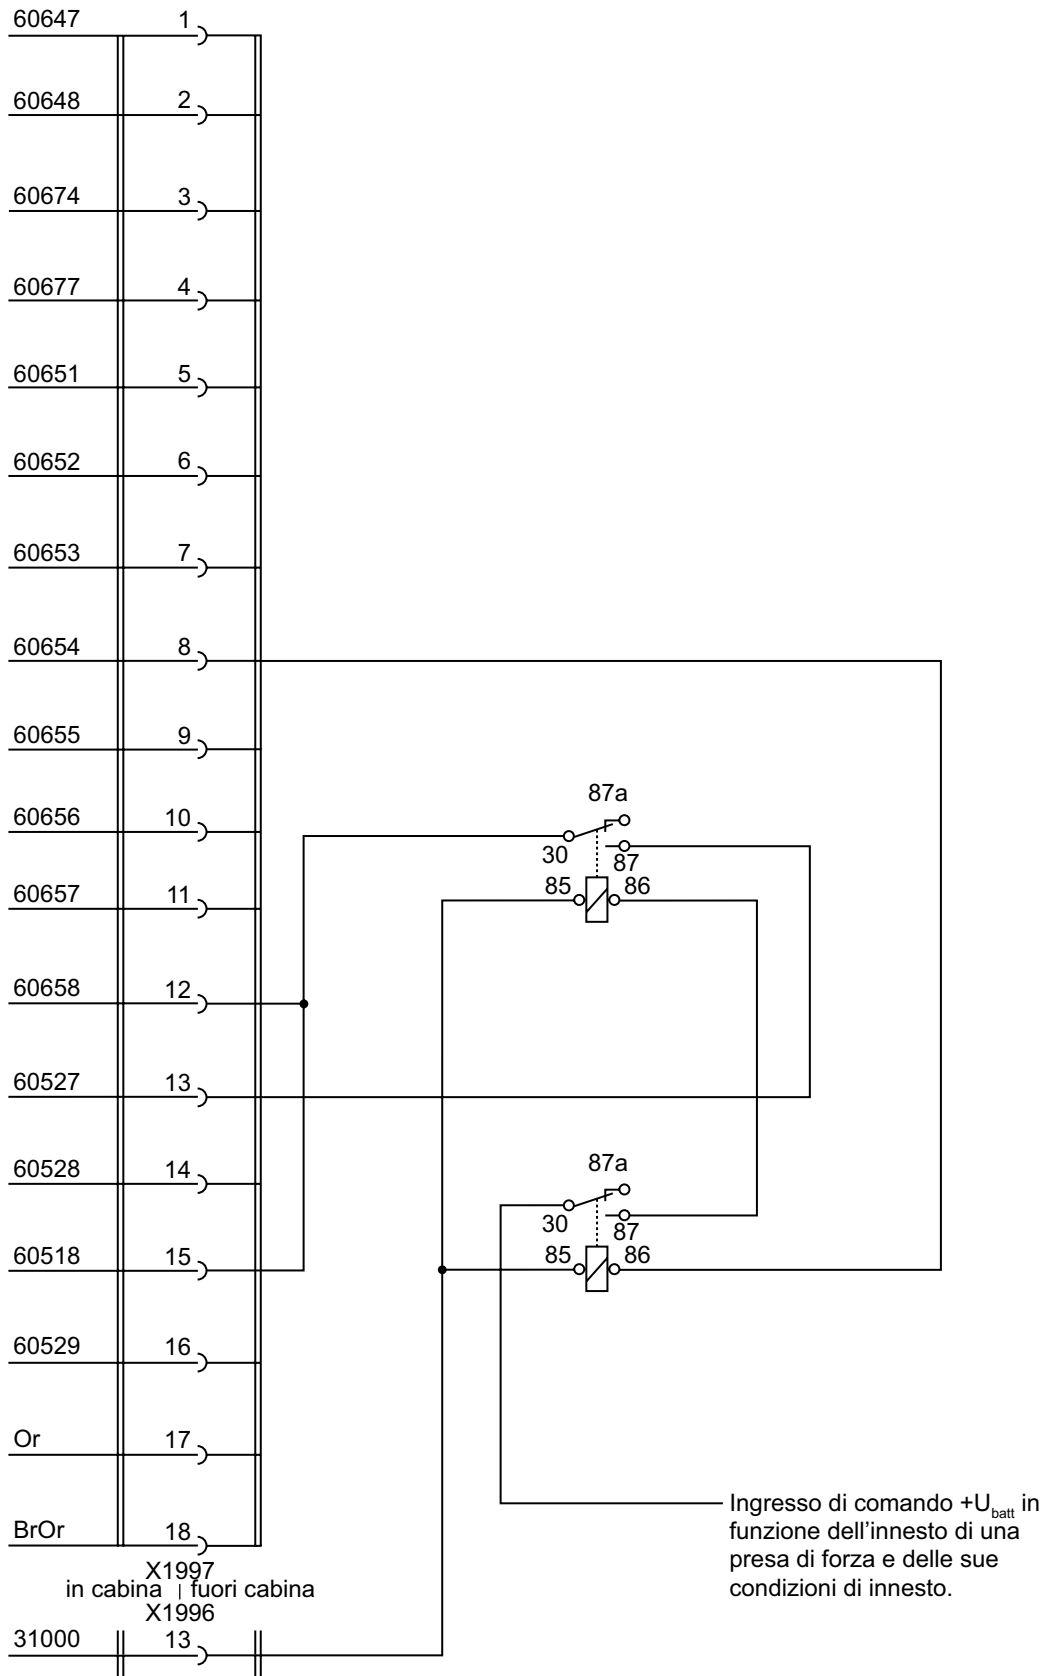 60647 1
60648 2
60674 3
60677 4
60651 5
60652 6
60653 7
60654 8
60655 9
87a
60656 10
30 87
60657 11
85 86
60658 12
60527 13
87a
60528 14
30 87
60518 15
85 86
60529 16
Or 17
Ingresso di comando +Ubatt in
funzione dell'innesto di una
presa di forza e delle sue
condizioni di innesto.
BrOr 18
X1997
in cabina | fuori cabina
X1996
31000 13